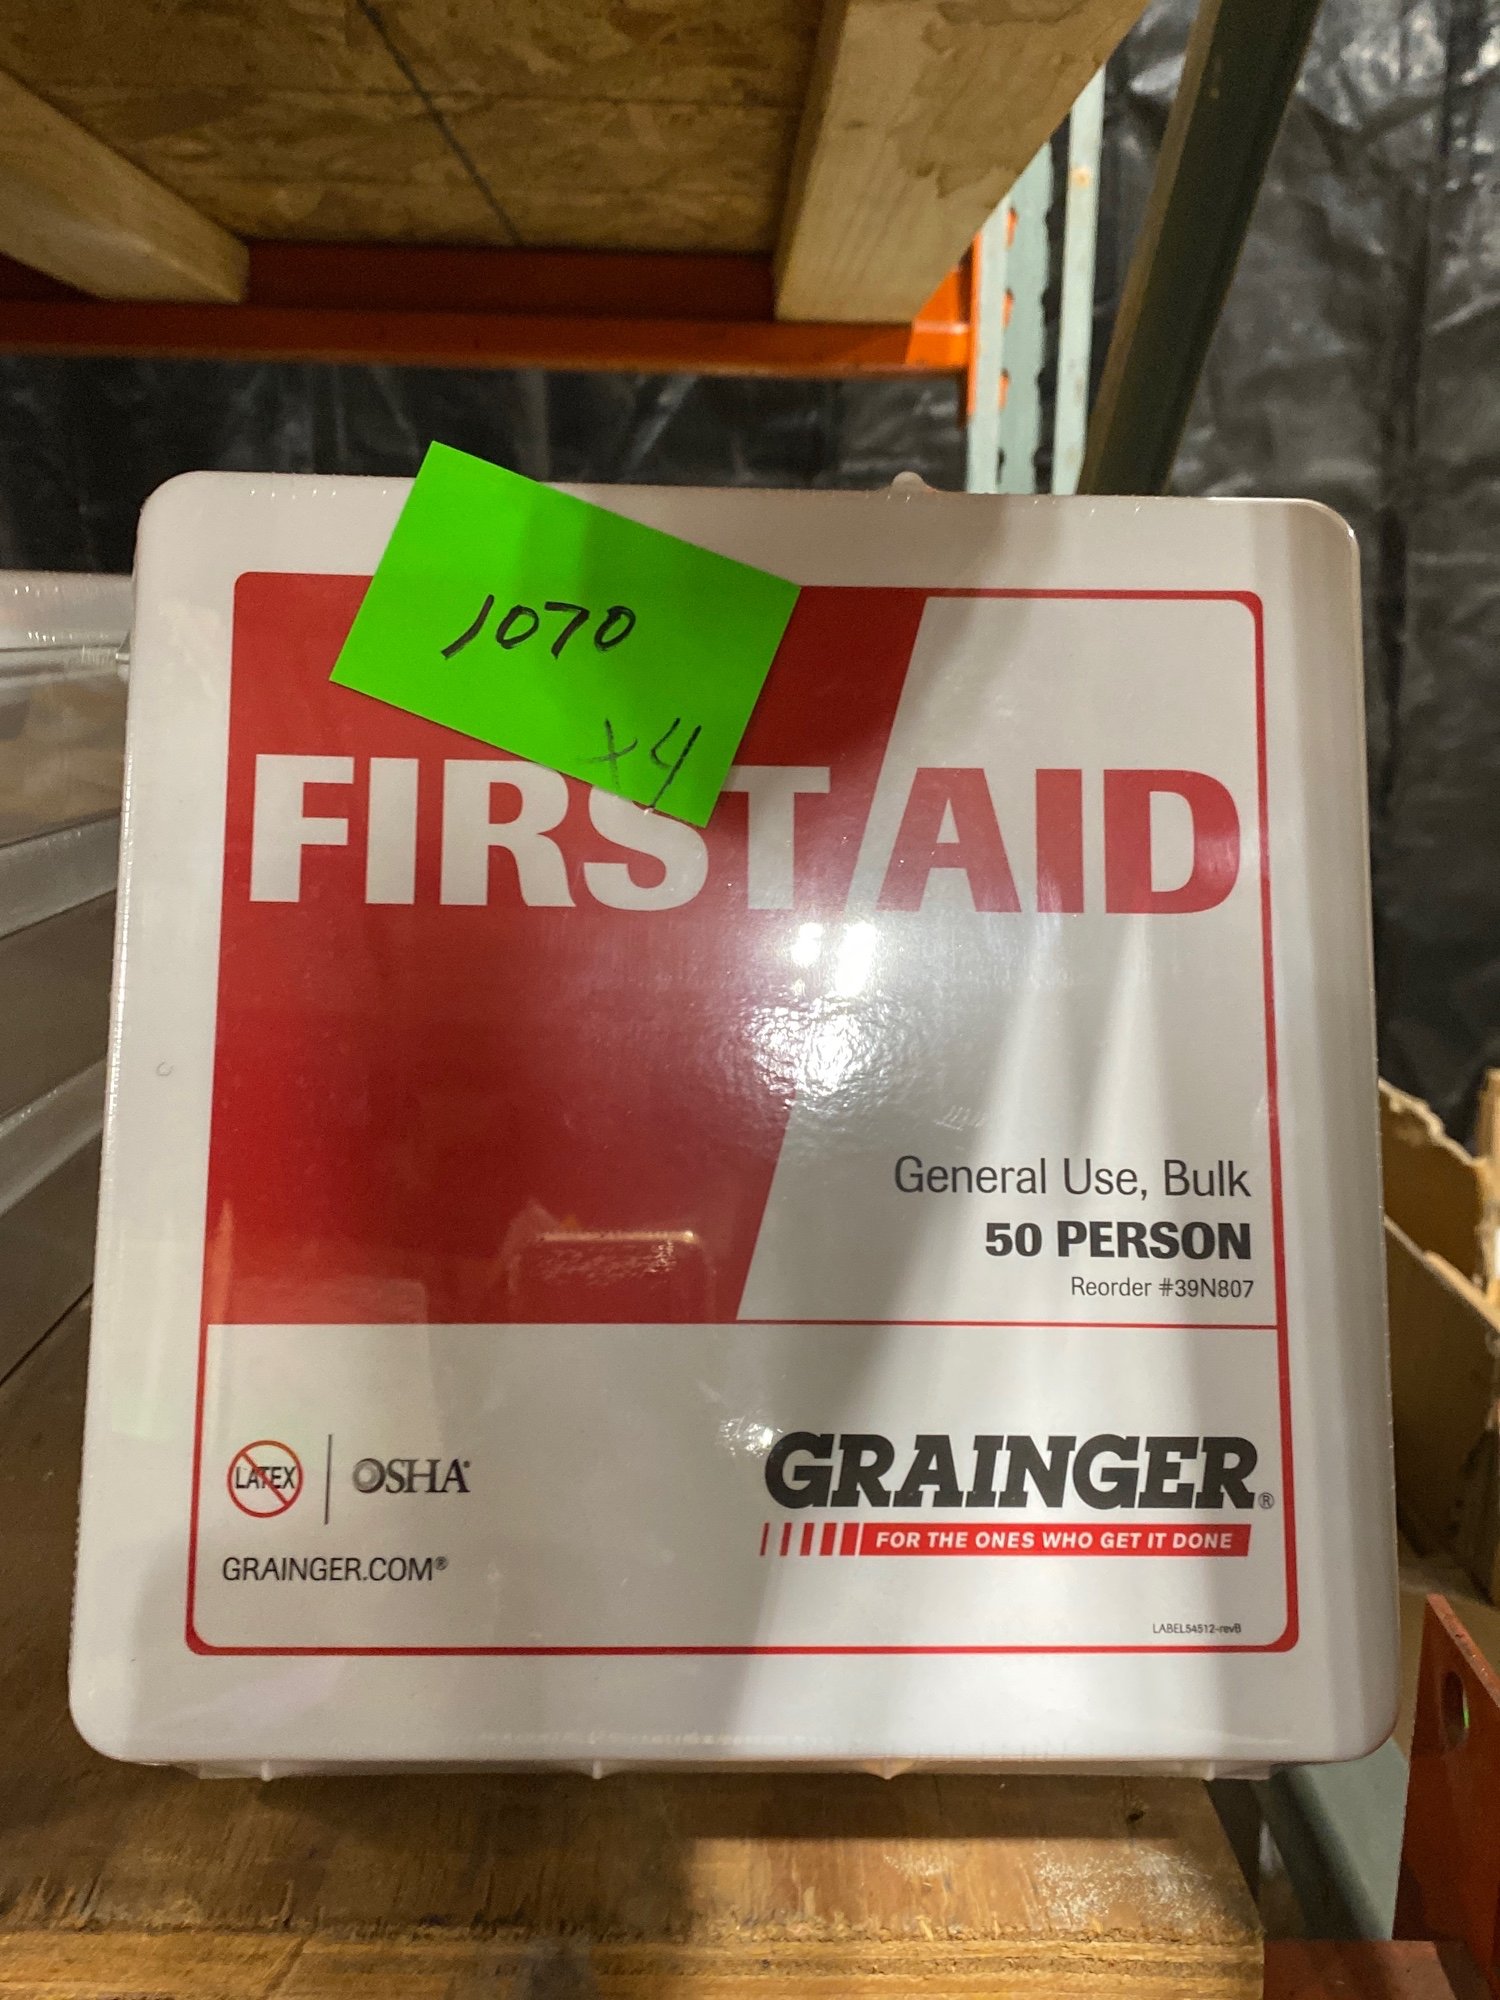 1070
x4
FIRST AID
General Use, Bulk
50 PERSON
Reorder #39N807
LATEX
OSHA
GRAINGER®
FOR THE ONES WHO GET IT DONE
GRAINGER.COM®
LABEL54512-revB